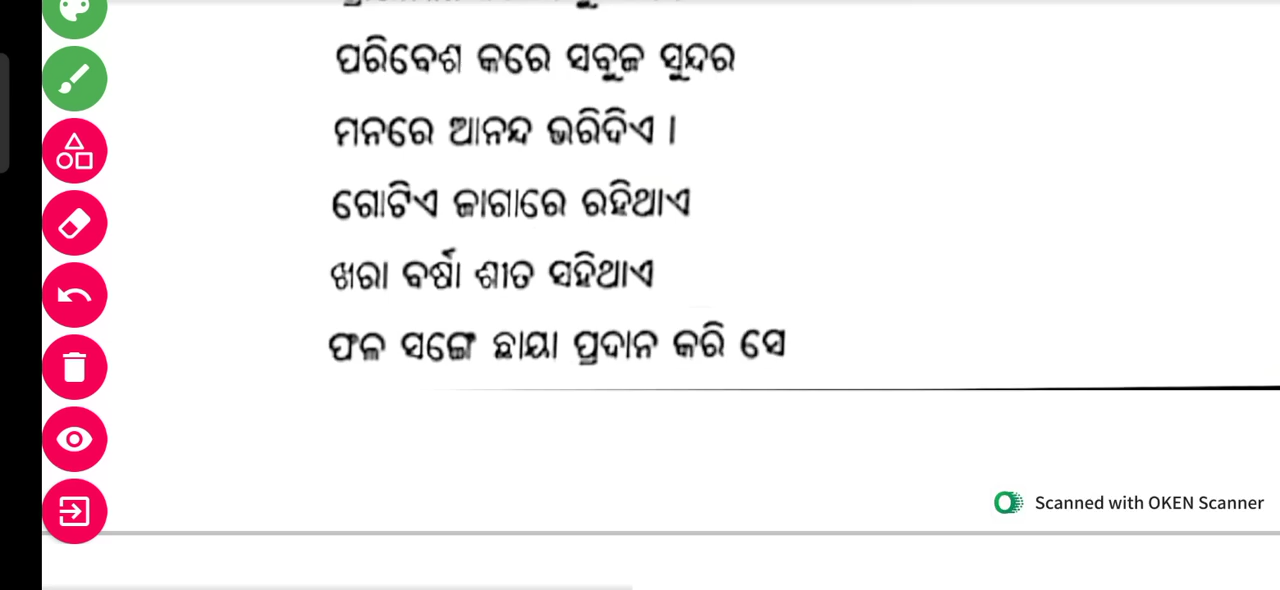 ପରିବେଶ କରେ ସବୁଜ ସୁନ୍ଦର
ମନରେ ଆନନ୍ଦ ଭରିଦିଏ ।
ଗୋଟିଏ ଜାଗାରେ ରହିଥାଏ
ଖରା ବର୍ଷା ଶୀତ ସହିଥାଏ
ଫଳ ସଙ୍ଗେ ଛାୟା ପ୍ରଦାନ କରି ସେ
Scanned with OKEN Scanner